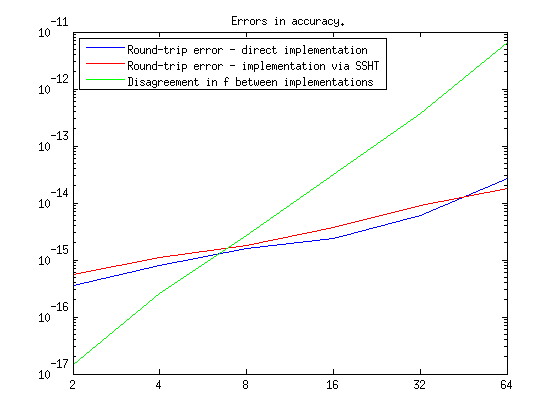 Errors in accuracy.
Round-trip error - direct implementation
Round-trip error - implementation via SSHT
Disagreement in f between implementations
10^-11
10^-12
10^-13
10^-14
10^-15
10^-16
10^-17
2 4 8 16 32 64